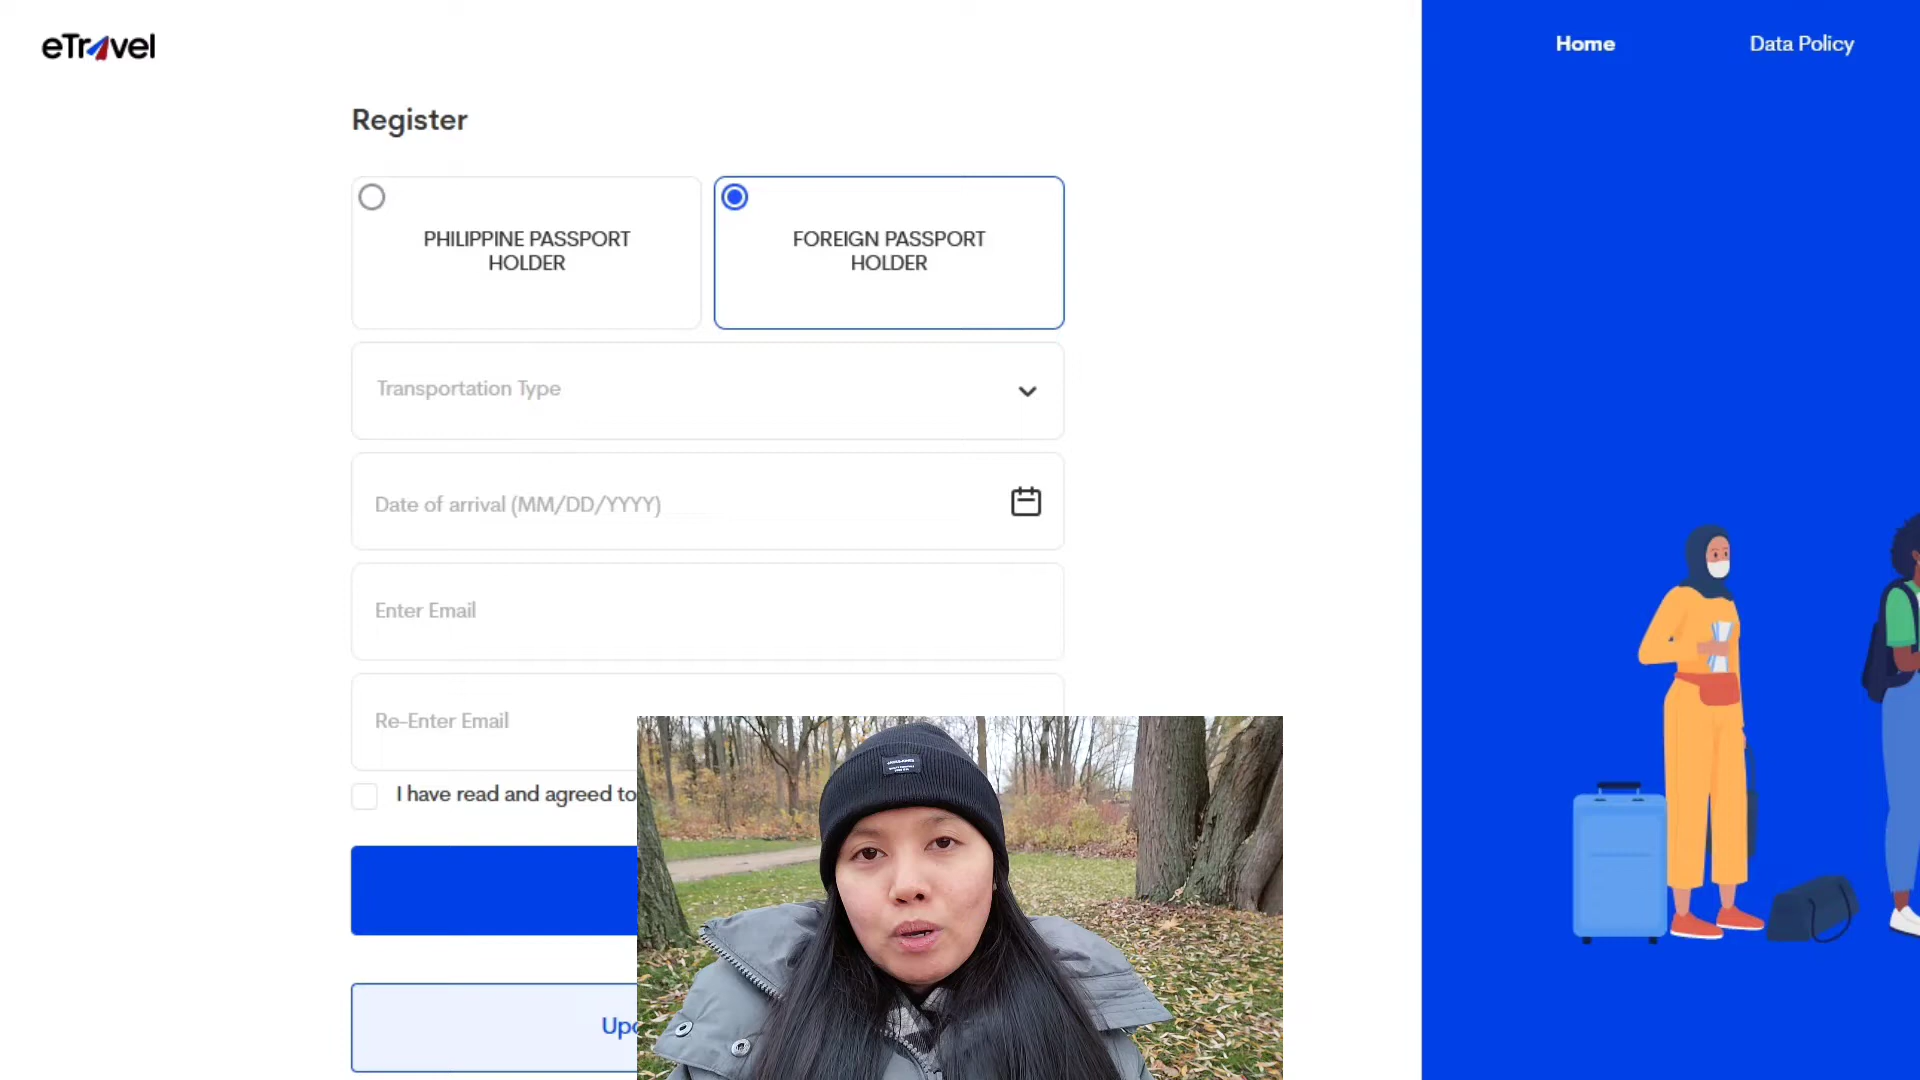 eTravel
Home
Data Policy
Register
PHILIPPINE PASSPORT
HOLDER
FOREIGN PASSPORT
HOLDER
Transportation Type
Date of arrival (MM/DD/YYYY)
Enter Email
Re-Enter Email
I have read and agreed to